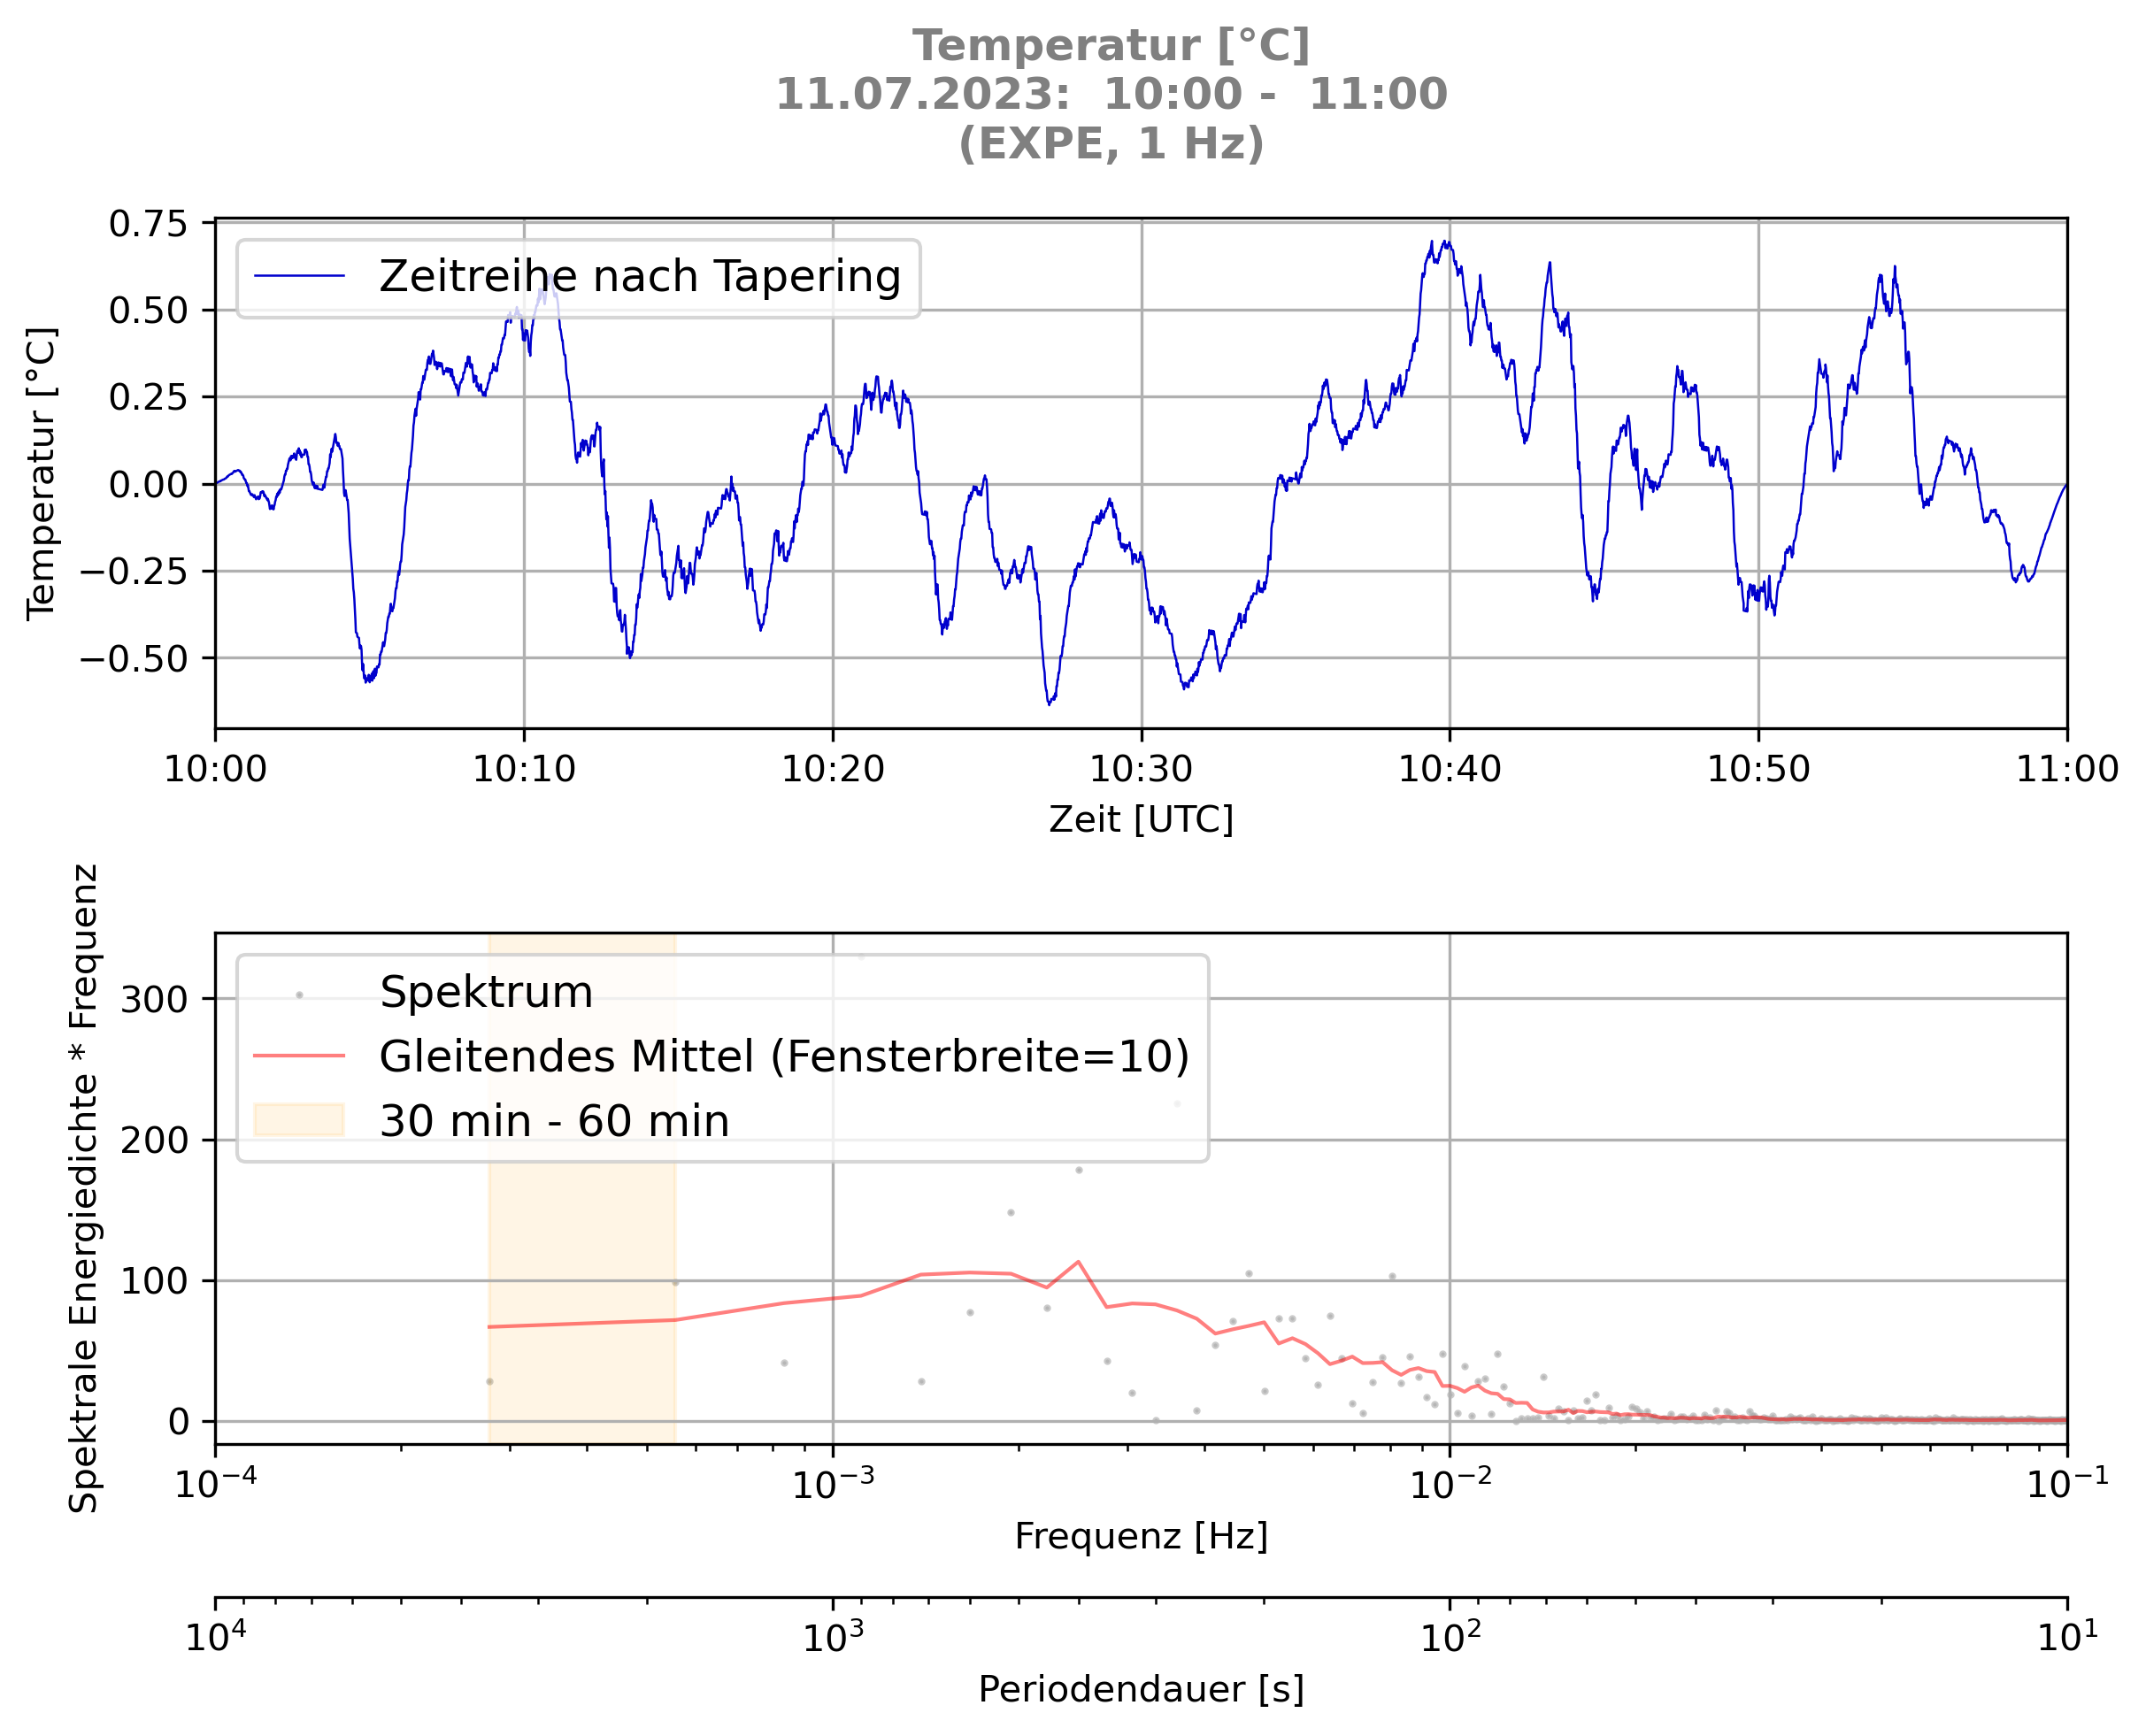 Temperatur [°C]
11.07.2023:  10:00 -  11:00
(EXPE, 1 Hz)
Temperatur [°C]
0.75
0.50
0.25
0.00
−0.25
−0.50
Zeitreihe nach Tapering
10:00 10:10 10:20 10:30 10:40 10:50 11:00
Zeit [UTC]
Spektrale Energiedichte * Frequenz
300
200
100
0
Spektrum
Gleitendes Mittel (Fensterbreite=10)
30 min - 60 min
10⁻⁴ 10⁻³ 10⁻² 10⁻¹
Frequenz [Hz]
10⁴ 10³ 10² 10¹
Periodendauer [s]